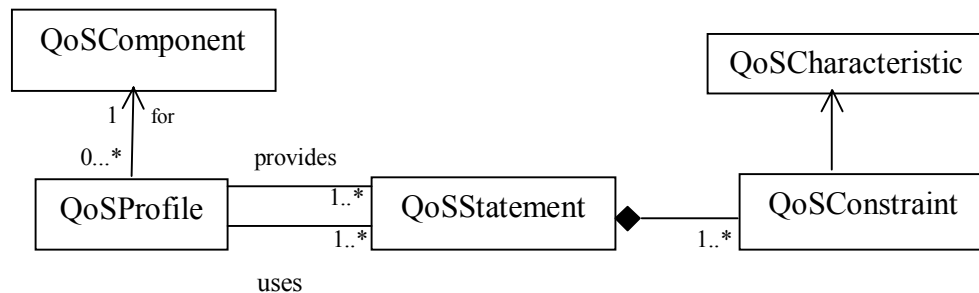 QoSComponent
QoSCharacteristic
1 for
0...*
provides
QoSProfile
1..*
QoSStatement
QoSConstraint
1..*
1..*
uses